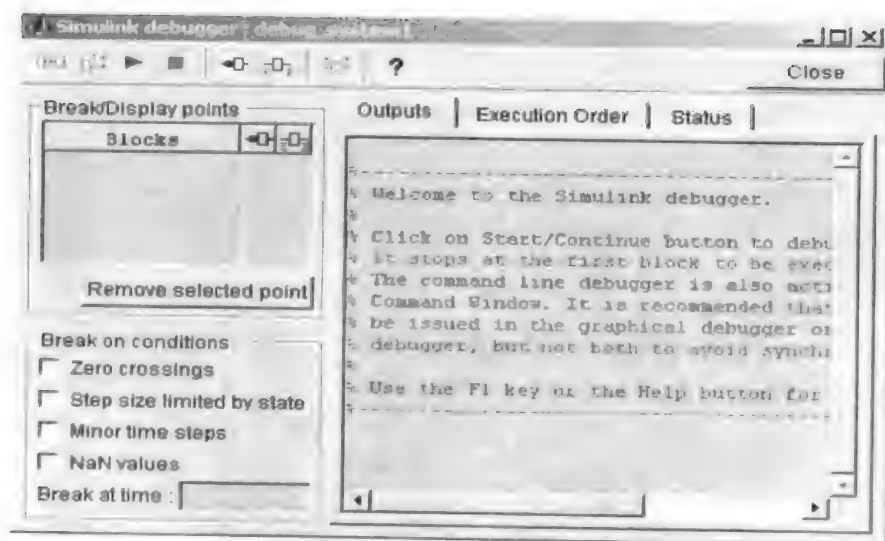 Simulink debugger: debug_system1
?
Close
Break/Display points
Blocks
Remove selected point
Break on conditions
Zero crossings
Step size limited by state
Minor time steps
NaN values
Break at time :
Outputs
Execution Order
Status
%----------------------------------------
% Welcome to the Simulink debugger.
%
% Click on Start/Continue button to debu
% it stops at the first block to be exec
% The command line debugger is also acti
% Command Window. It is recommended that
% be issued in the graphical debugger or
% debugger, but not both to avoid synchr
%
% Use the F1 key or the Help button for
%----------------------------------------